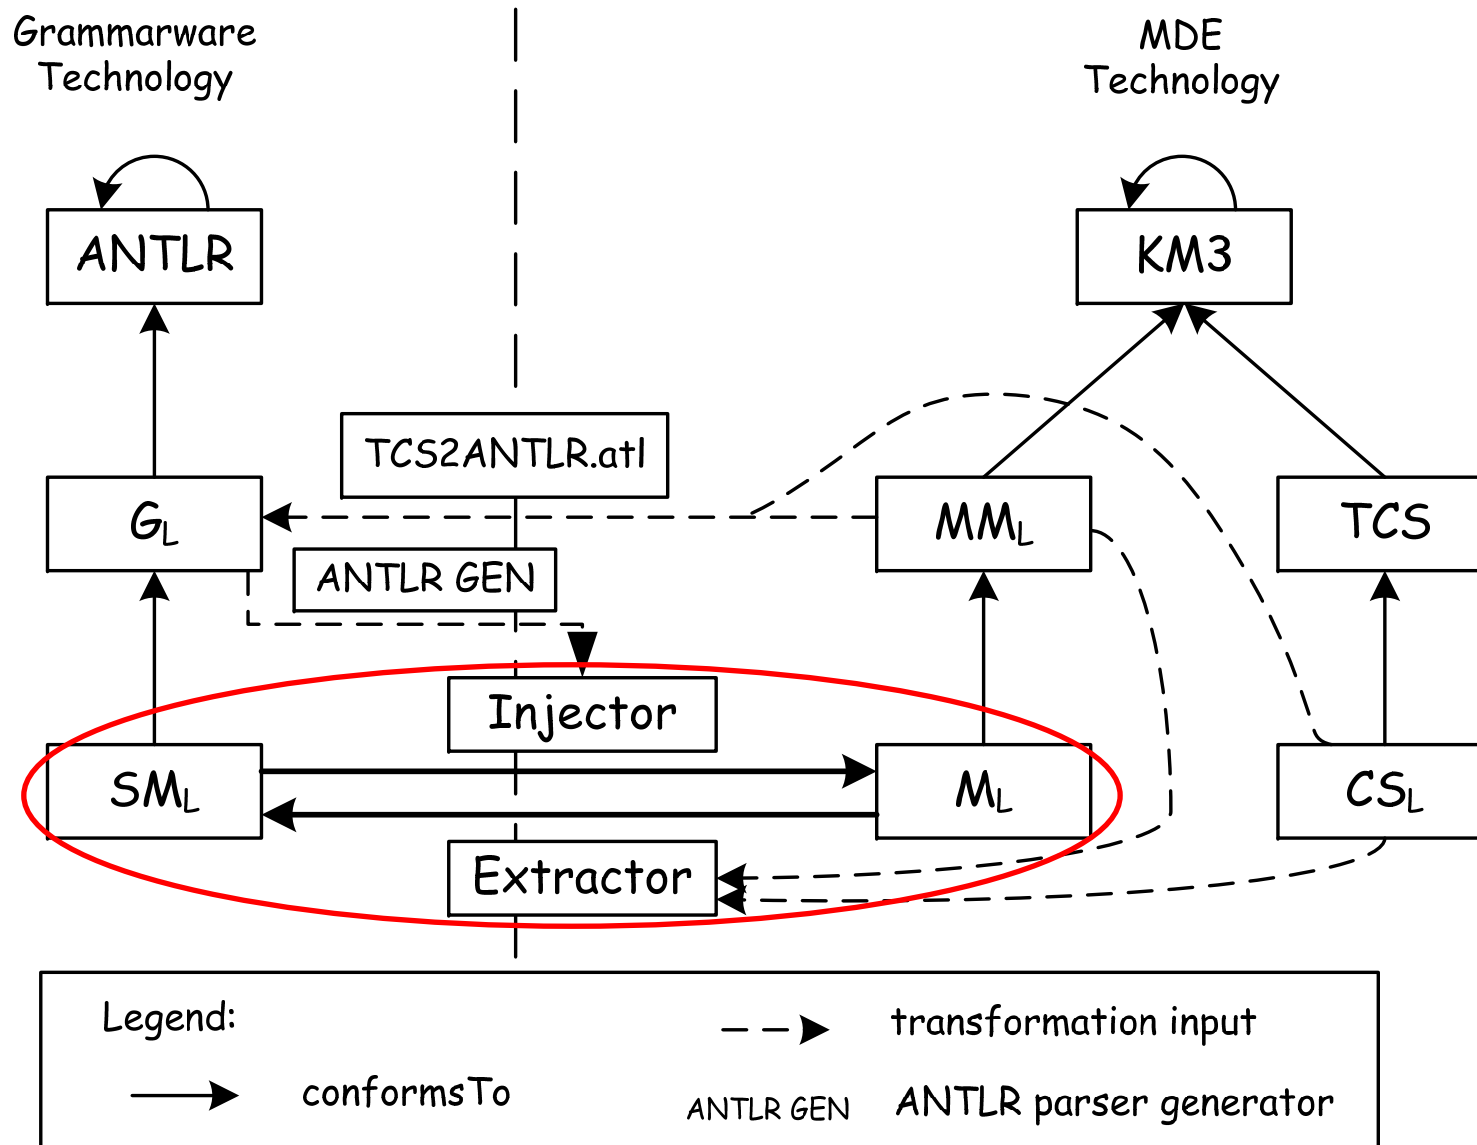 Grammarware
Technology
MDE
Technology
ANTLR
KM3
TCS2ANTLR.atl
GL
MML
TCS
ANTLR GEN
Injector
SML
ML
CSL
Extractor
Legend:
transformation input
conformsTo
ANTLR GEN ANTLR parser generator